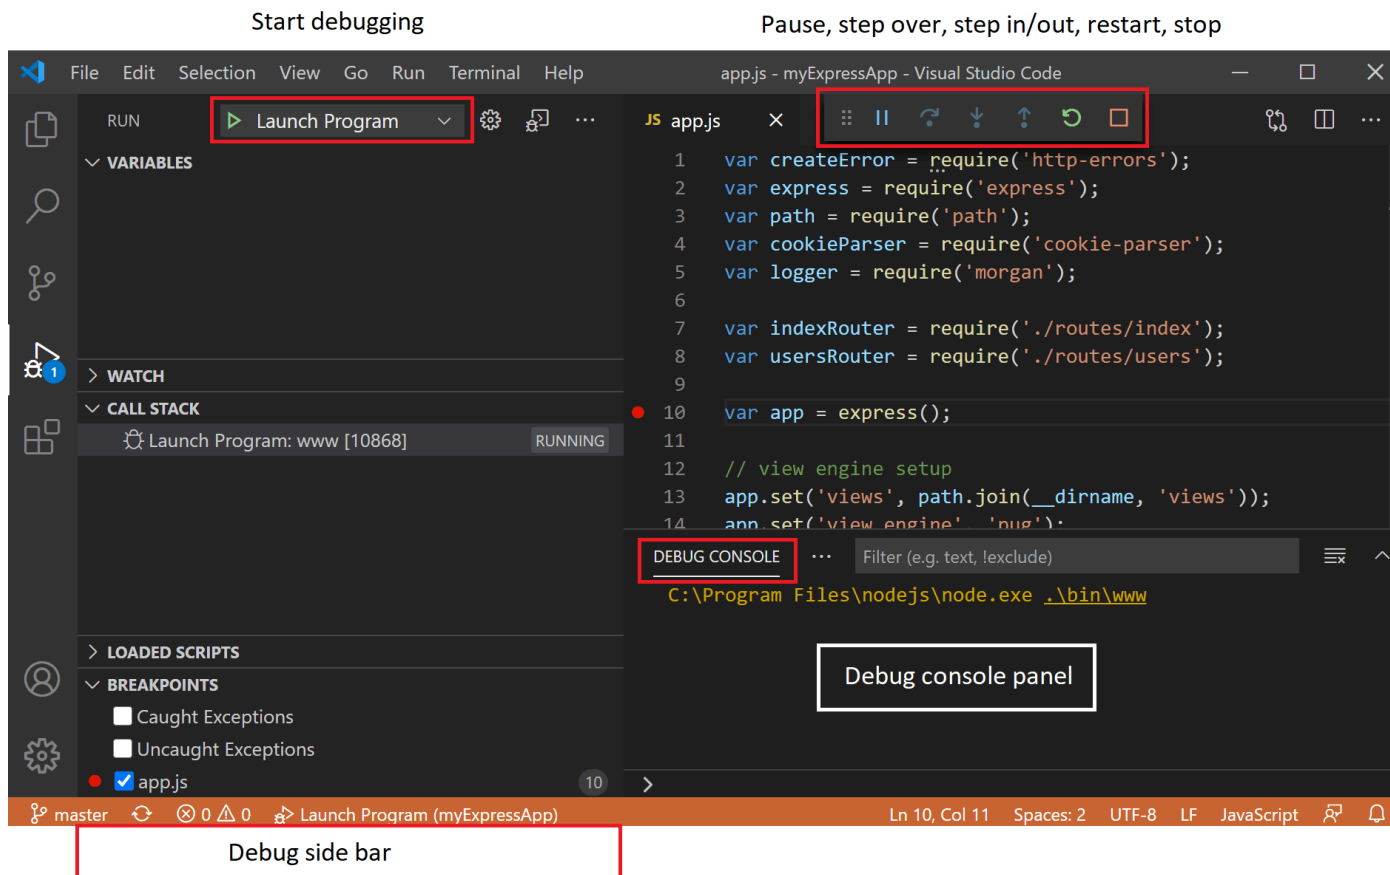 Start debugging
Pause, step over, step in/out, restart, stop
File Edit Selection View Go Run Terminal Help
app.js - myExpressApp - Visual Studio Code
RUN
Launch Program
VARIABLES
1
WATCH
CALL STACK
Launch Program: www [10868]
RUNNING
LOADED SCRIPTS
BREAKPOINTS
Caught Exceptions
Uncaught Exceptions
app.js
10
JS app.js
1 var createError = require('http-errors');
2 var express = require('express');
3 var path = require('path');
4 var cookieParser = require('cookie-parser');
5 var logger = require('morgan');
6
7 var indexRouter = require('./routes/index');
8 var usersRouter = require('./routes/users');
9
10 var app = express();
11
12 // view engine setup
13 app.set('views', path.join(__dirname, 'views'));
14 app.set('view engine', 'pug');
DEBUG CONSOLE
Filter (e.g. text, !exclude)
C:\Program Files\nodejs\node.exe .\bin\www
Debug console panel
master 0 0 Launch Program (myExpressApp)
Ln 10, Col 11 Spaces: 2 UTF-8 LF JavaScript
Debug side bar